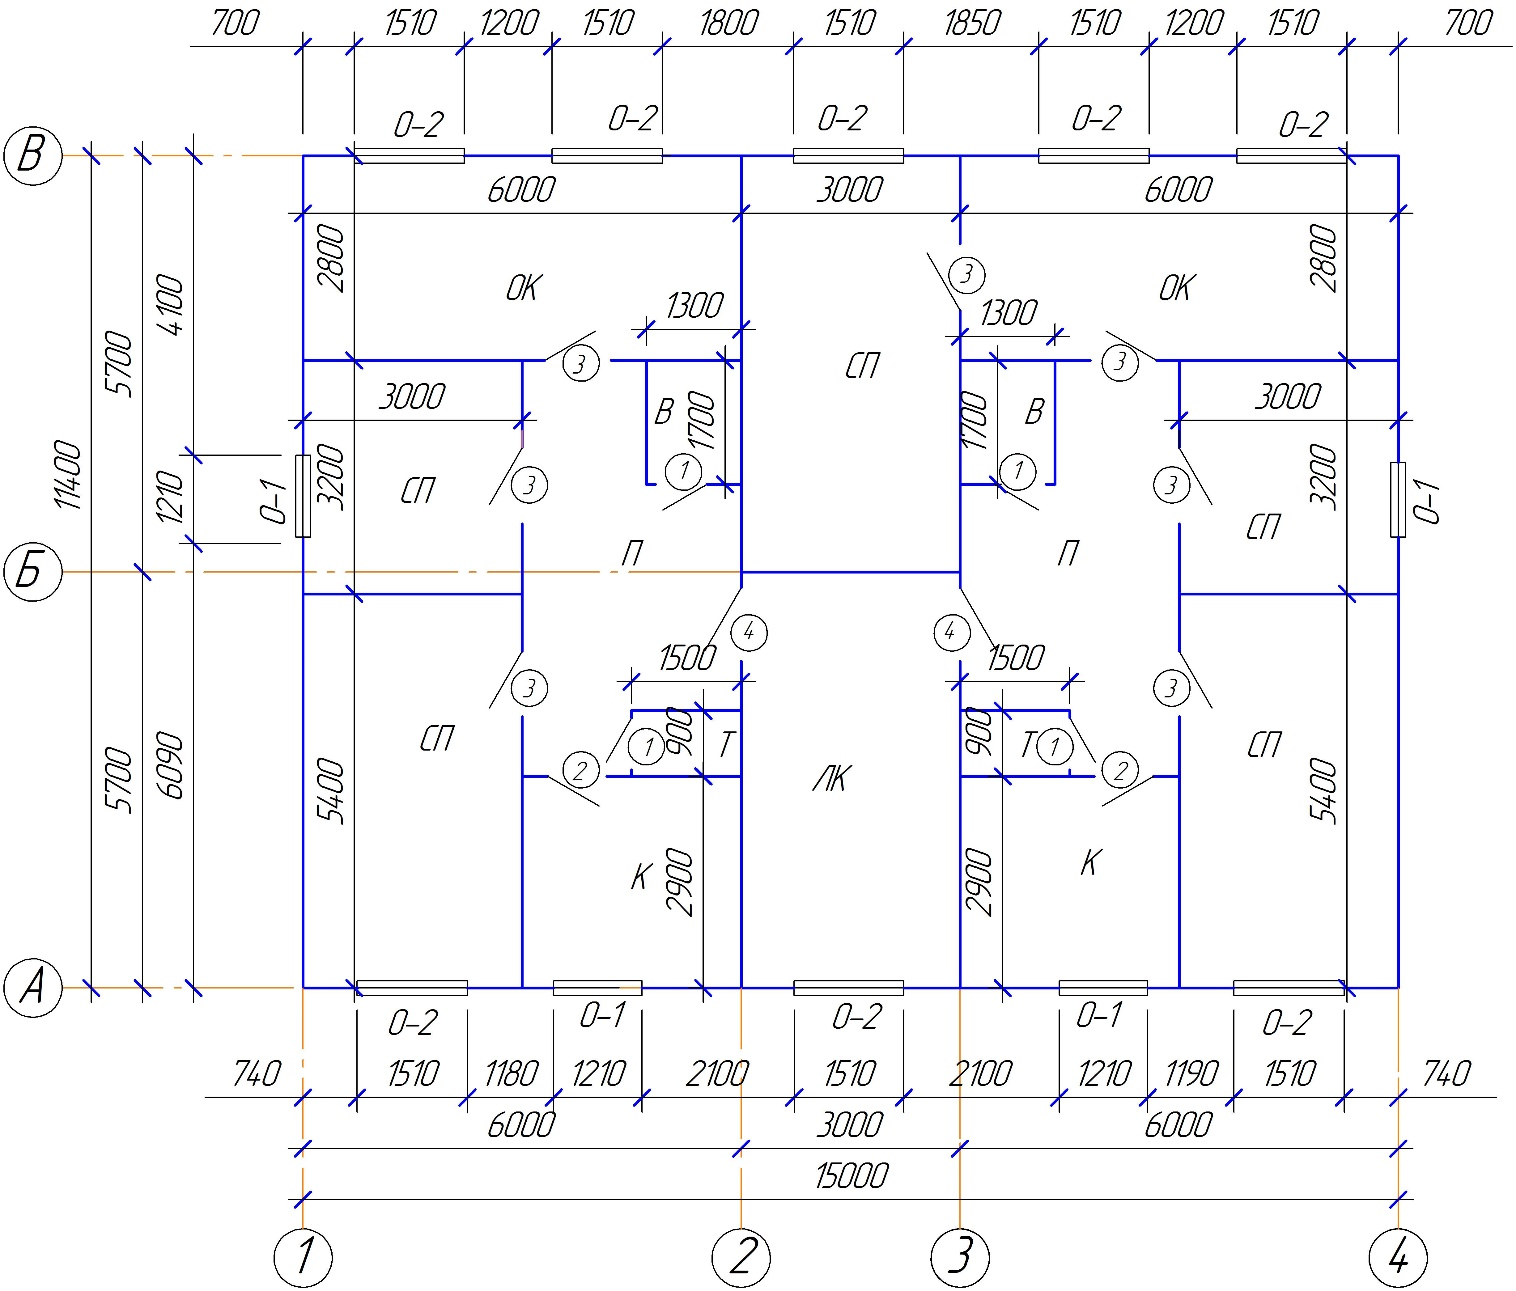 700 1510 1200 1510 1800 1510 1850 1510 1200 1510 700
О-2 О-2 О-2 О-2 О-2
В
6000 3000 6000
2800 ОК 1300 3 1300 ОК 2800
4100
5700
3 СП 3
3000 В 1700 1700 В 3000
11400
1210 О-1 3200 СП 3 1 1 3 СП 3200 О-1
Б
П П
4 4
1500 1500
3 3
5700 6090 5400 СП 2 1 900 Т ЛК 900 Т 1 2 СП 5400
К 2900 2900 К
А
О-2 О-1 О-2 О-1 О-2
740 1510 1180 1210 2100 1510 2100 1210 1190 1510 740
6000 3000 6000
15000
1 2 3 4